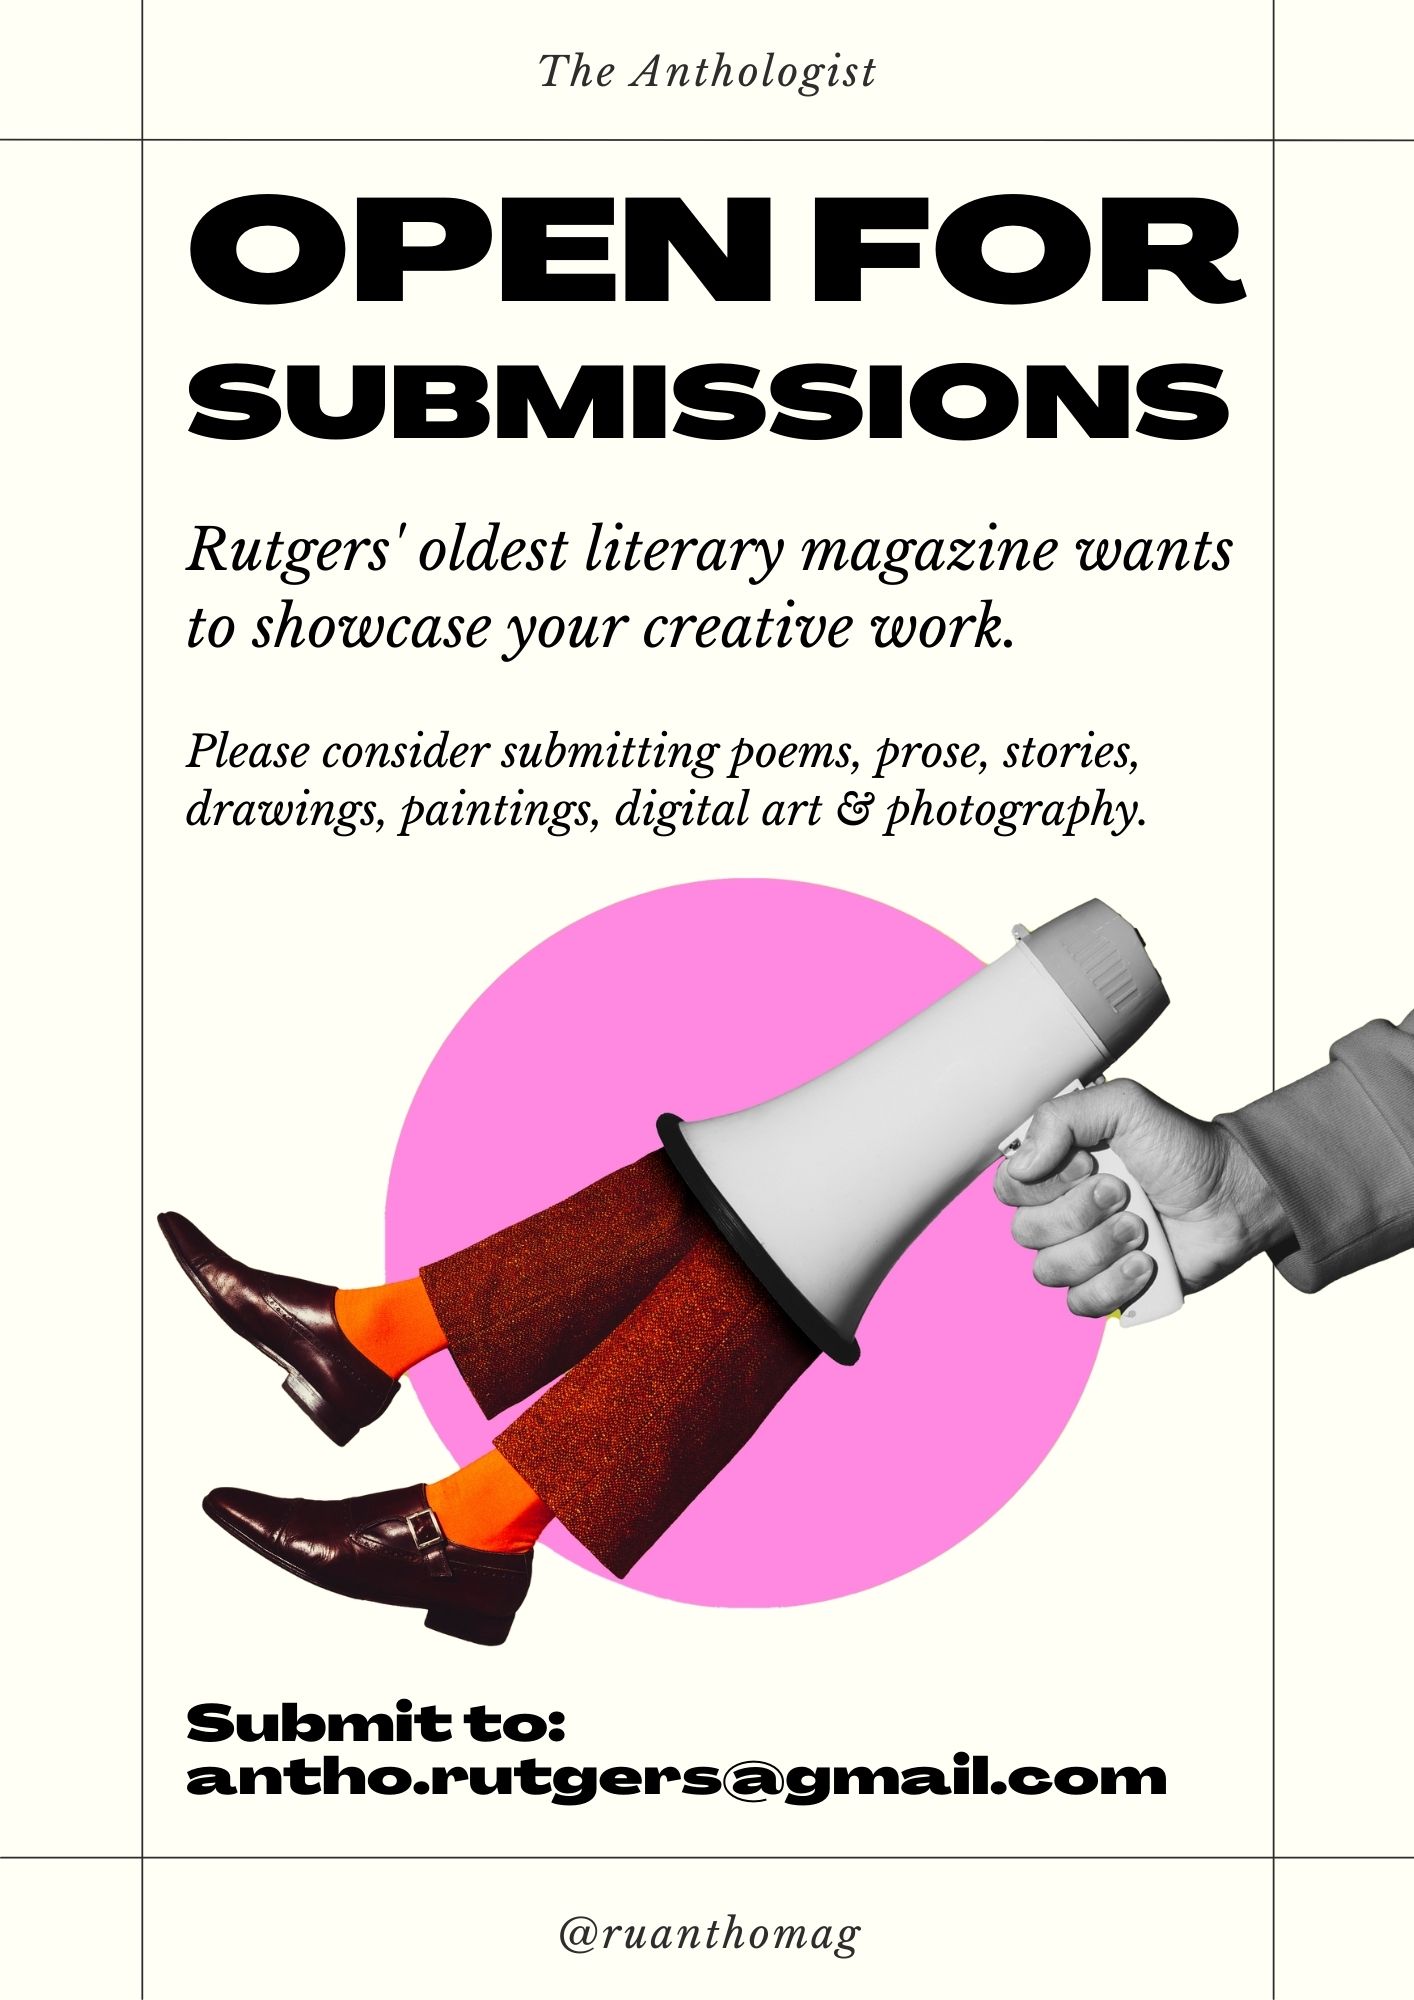 The Anthologist
OPEN FOR
SUBMISSIONS
Rutgers' oldest literary magazine wants
to showcase your creative work.
Please consider submitting poems, prose, stories,
drawings, paintings, digital art & photography.
Submit to:
antho.rutgers@gmail.com
@ruanthomag